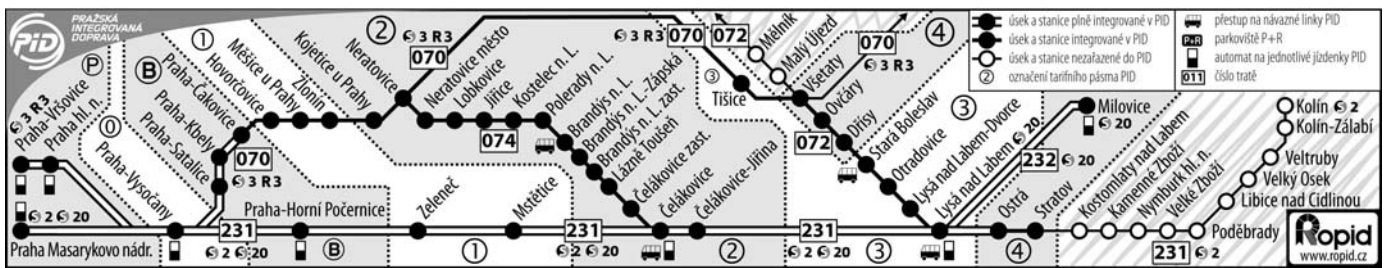 PID
PRAŽSKÁ
INTEGROVANÁ
DOPRAVA
P
0
B
1
2
S 3 R3
070
S 3 R3
070
072
3
4
070
S 3 R3
S 3 R3
Praha-Vršovice
Praha hl. n.
Praha-Vysočany
Praha-Satalice
Praha-Kbely
Praha-Čakovice
Hovorčovice
Měšice u Prahy
Zlonín
Kojetice u Prahy
Neratovice
Neratovice město
Neratovice
Lobkovice
Jiřice
Kostelec n. L.
Polerady n. L.
Brandýs n. L.
Brandýs n. L.-Zápská
Brandýs n. L. zast.
Lázně Toušeň
Čelákovice zast.
Čelákovice
Čelákovice-Jiřina
074
070
S 3 R3
Tišice
Mělník
Malý Újezd
Všetaty
Ovčáry
Dřísy
Stará Boleslav
Otradovice
Lysá nad Labem-Dvorce
Lysá nad Labem
072
3
S 20
232
S 20
Milovice
S 20
úsek a stanice plně integrované v PID
úsek a stanice integrované v PID
úsek a stanice nezařazené do PID
2 označení tarifního pásma PID
přestup na návazné linky PID
P+R parkoviště P+R
automat na jednotlivé jízdenky PID
011 číslo tratě
S 2 S 20
Praha Masarykovo nádr.
231
S 2 S 20
Praha-Horní Počernice
B
Zeleneč
1
Mstětice
231
S 2 S 20
2
231
S 2 S 20
3
Ostrá
Stratov
4
Kostomlaty nad Labem
Kamenné Zboží
Nymburk hl. n.
Velké Zboží
231
S 2
Poděbrady
Libice nad Cidlinou
Velký Osek
Veltruby
Kolín-Zálabí
Kolín S 2
Ropid
www.ropid.cz